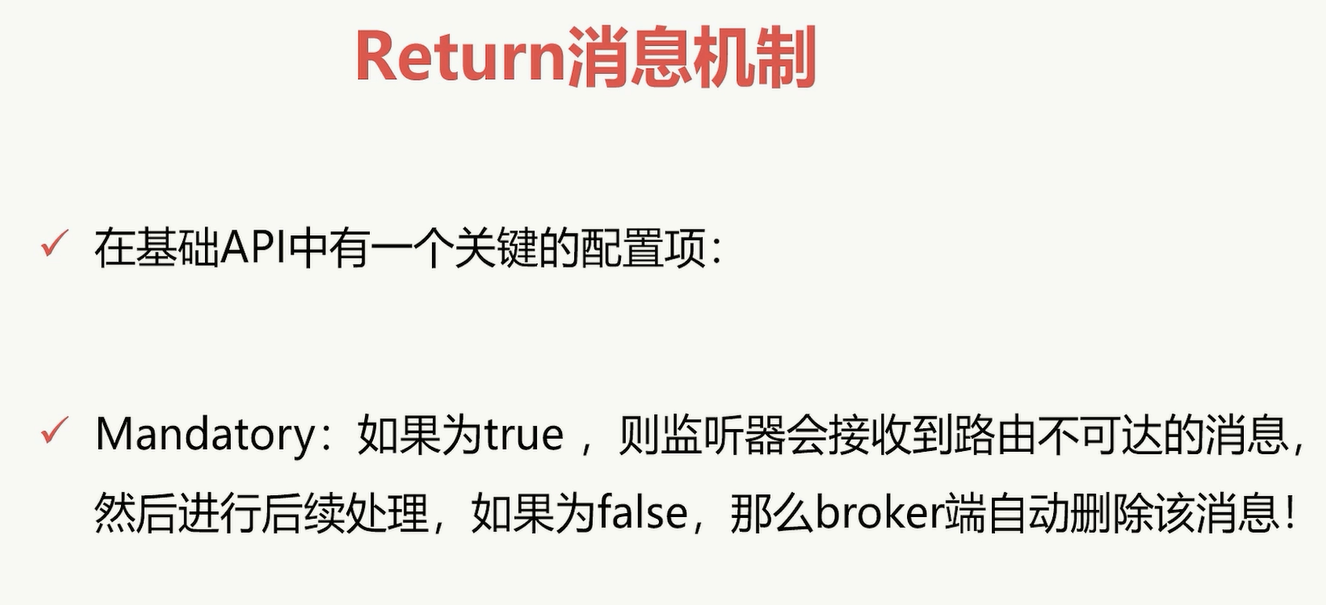 Return消息机制
在基础API中有一个关键的配置项：
Mandatory：如果为true ，则监听器会接收到路由不可达的消息，
然后进行后续处理，如果为false，那么broker端自动删除该消息！